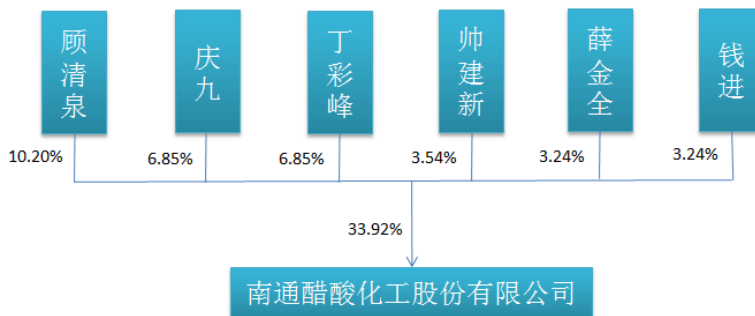 顾清泉
庆九
丁彩峰
帅建新
薛金全
钱进
10.20%
6.85%
6.85%
3.54%
3.24%
3.24%
33.92%
南通醋酸化工股份有限公司